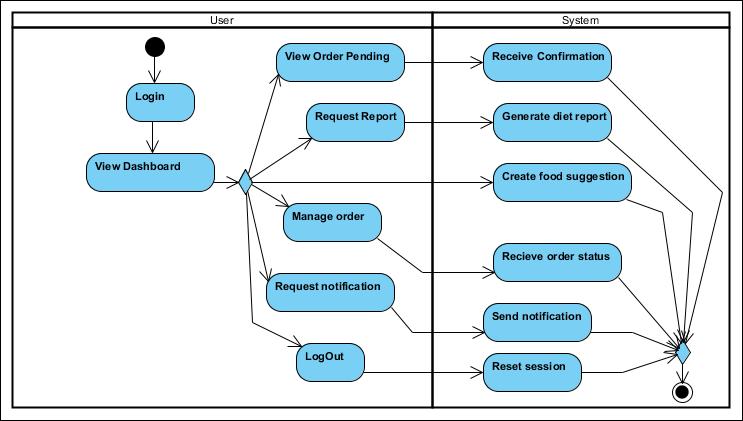 User
System
View Order Pending
Receive Confirmation
Login
Request Report
Generate diet report
View Dashboard
Create food suggestion
Manage order
Recieve order status
Request notification
Send notification
LogOut
Reset session